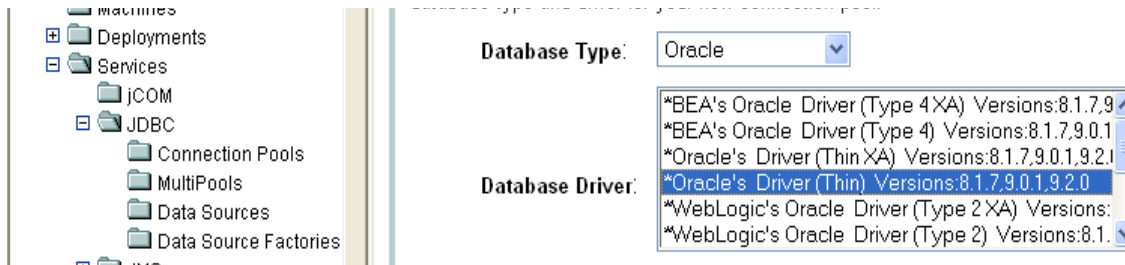 Machines
Deployments
Services
jCOM
JDBC
Connection Pools
MultiPools
Data Sources
Data Source Factories
Database Type:
Oracle
Database Driver:
*BEA's Oracle Driver (Type 4 XA) Versions:8.1.7,9
*BEA's Oracle Driver (Type 4) Versions:8.1.7,9.0.1
*Oracle's Driver (Thin XA) Versions:8.1.7,9.0.1,9.2.
*Oracle's Driver (Thin) Versions:8.1.7,9.0.1,9.2.0
*WebLogic's Oracle Driver (Type 2 XA) Versions:
*WebLogic's Oracle Driver (Type 2) Versions:8.1.